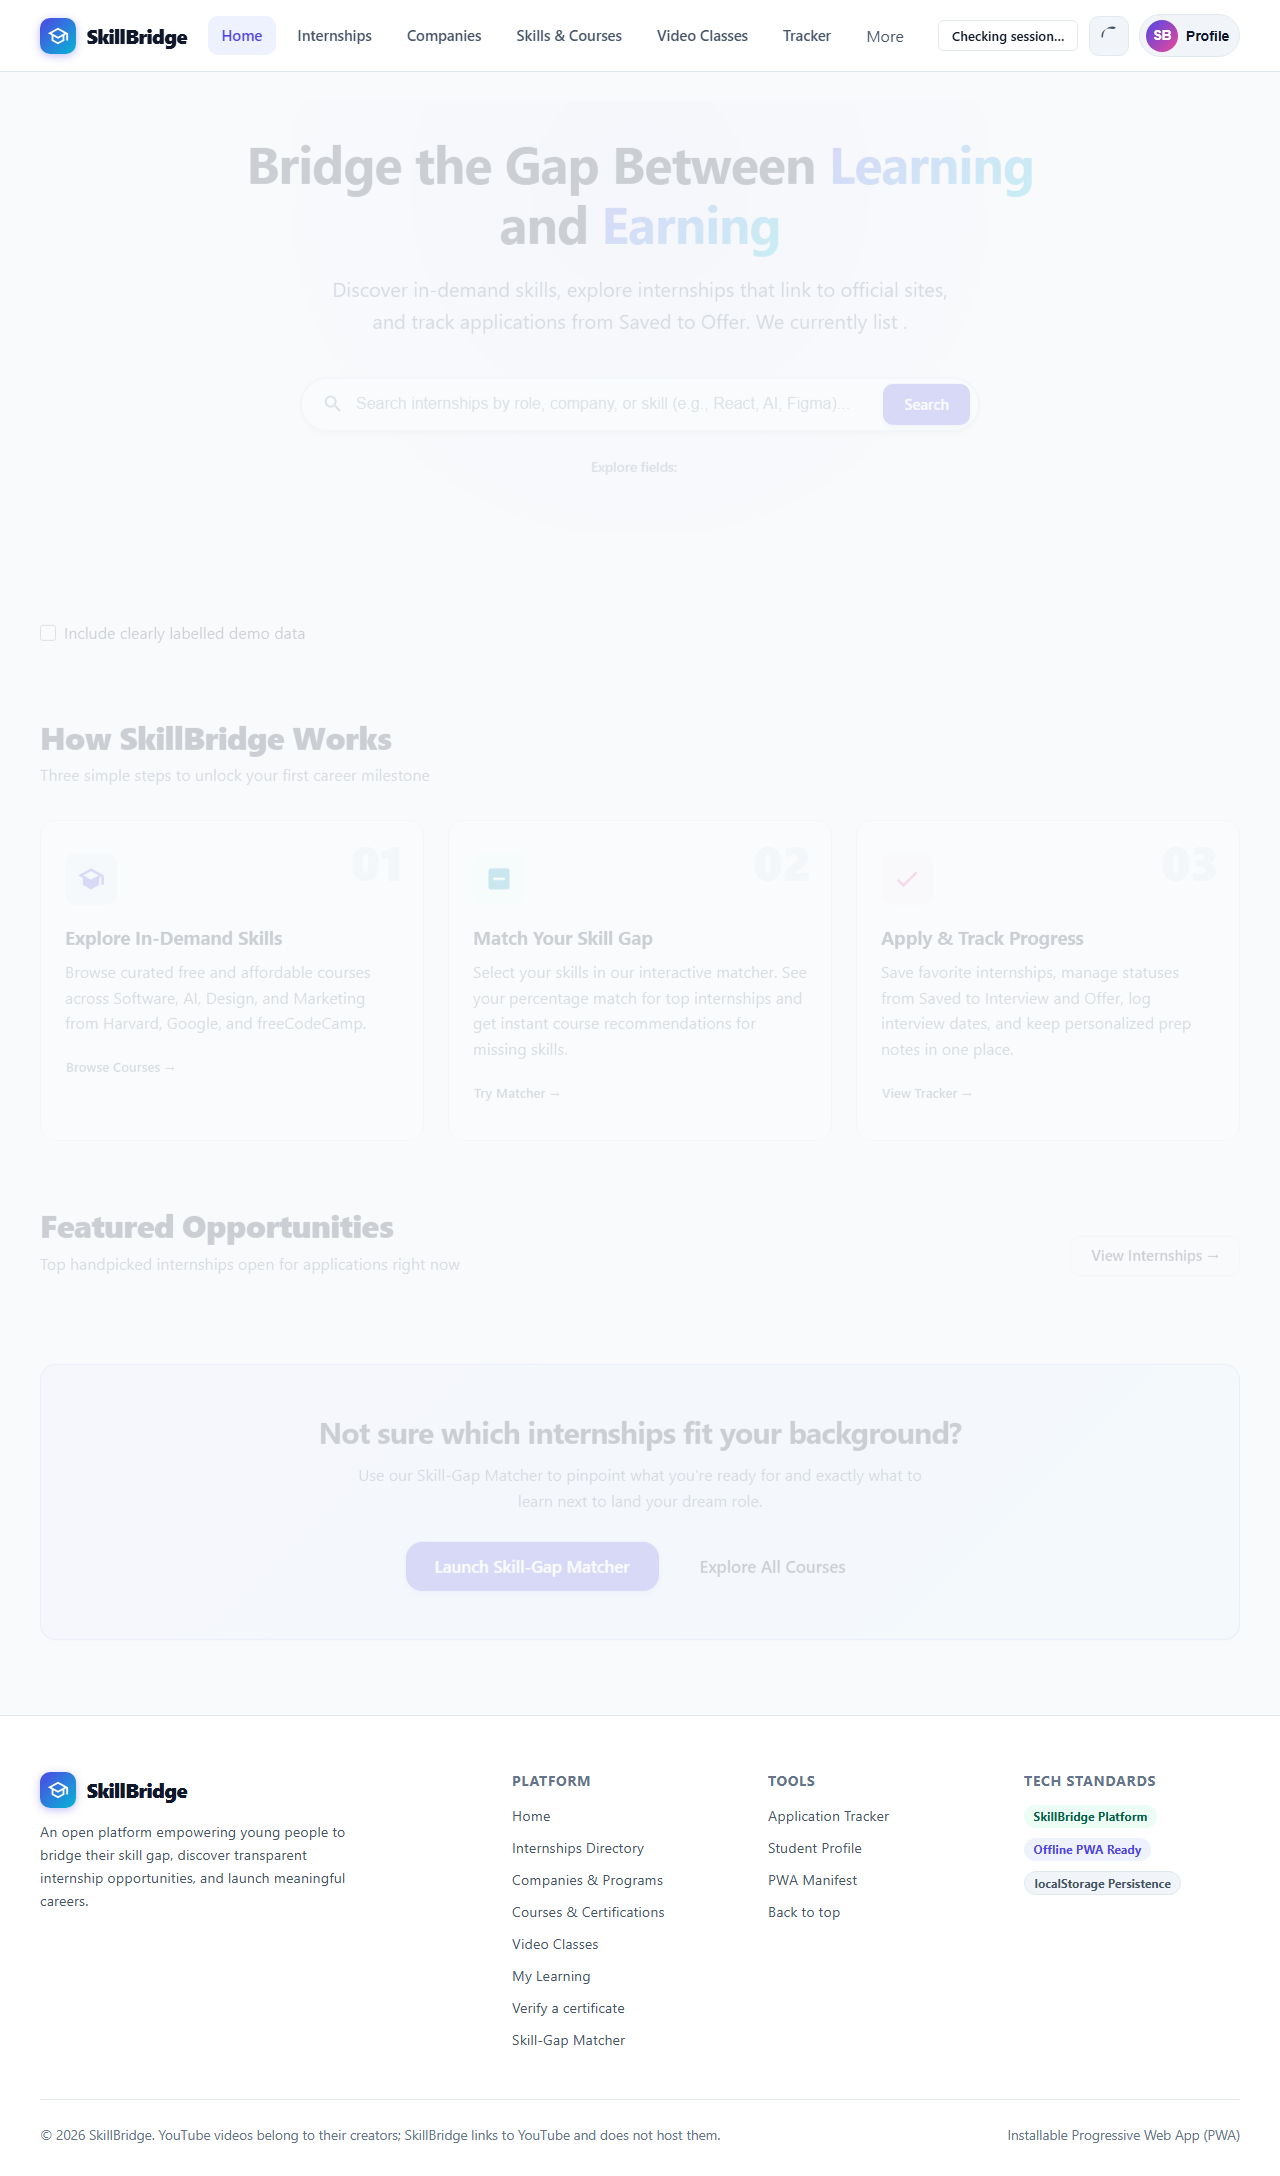 SkillBridge
Home
Internships
Companies
Skills & Courses
Video Classes
Tracker
More
Checking session...
SB
Profile
Bridge the Gap Between Learning
and Earning
Discover in-demand skills, explore internships that link to official sites,
and track applications from Saved to Offer. We currently list .
Search internships by role, company, or skill (e.g., React, AI, Figma)...
Search
Explore fields:
Include clearly labelled demo data
How SkillBridge Works
Three simple steps to unlock your first career milestone
01
Explore In-Demand Skills
Browse curated free and affordable courses
across Software, AI, Design, and Marketing
from Harvard, Google, and freeCodeCamp.
Browse Courses →
02
Match Your Skill Gap
Select your skills in our interactive matcher. See
your percentage match for top internships and
get instant course recommendations for
missing skills.
Try Matcher →
03
Apply & Track Progress
Save favorite internships, manage statuses
from Saved to Interview and Offer, log
interview dates, and keep personalized prep
notes in one place.
View Tracker →
Featured Opportunities
Top handpicked internships open for applications right now
View Internships →
Not sure which internships fit your background?
Use our Skill-Gap Matcher to pinpoint what you're ready for and exactly what to
learn next to land your dream role.
Launch Skill-Gap Matcher
Explore All Courses
SkillBridge
An open platform empowering young people to
bridge their skill gap, discover transparent
internship opportunities, and launch meaningful
careers.
PLATFORM
Home
Internships Directory
Companies & Programs
Courses & Certifications
Video Classes
My Learning
Verify a certificate
Skill-Gap Matcher
TOOLS
Application Tracker
Student Profile
PWA Manifest
Back to top
TECH STANDARDS
SkillBridge Platform
Offline PWA Ready
localStorage Persistence
© 2026 SkillBridge. YouTube videos belong to their creators; SkillBridge links to YouTube and does not host them.
Installable Progressive Web App (PWA)